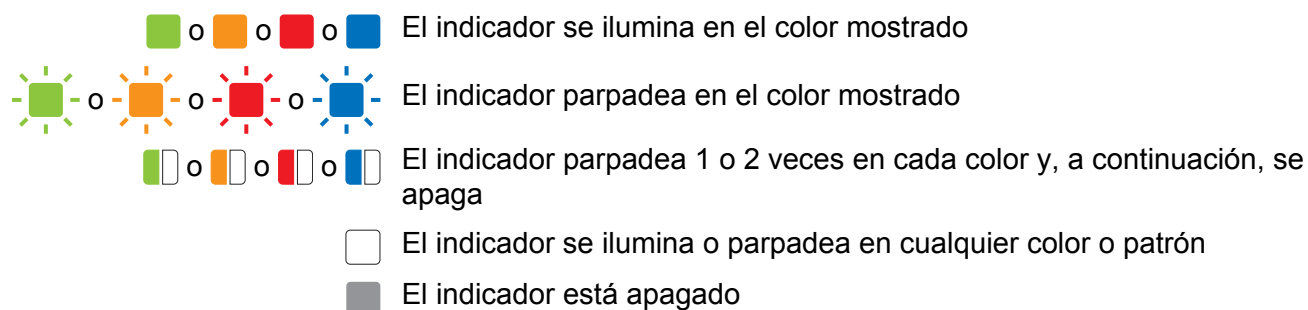 o o o El indicador se ilumina en el color mostrado
o o o El indicador parpadea en el color mostrado
o o o El indicador parpadea 1 o 2 veces en cada color y, a continuación, se
apaga
El indicador se ilumina o parpadea en cualquier color o patrón
El indicador está apagado